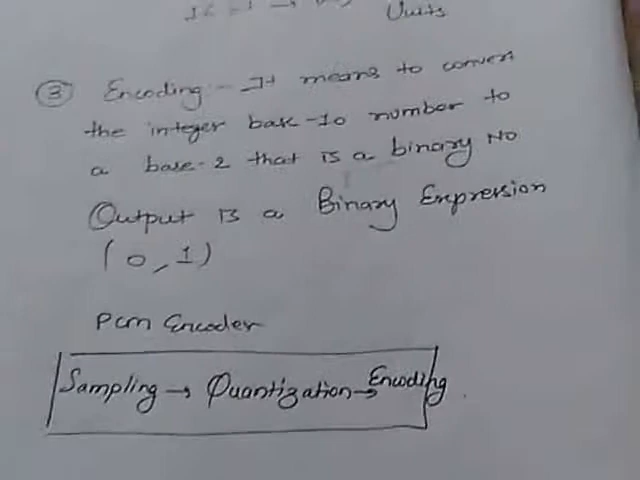 Units
③ Encoding - It means to convert
the integer base-10 number to
a base-2 that is a binary NO
Output is a Binary Expression
(0,1)
PCM Encoder
Sampling → Quantization → Encoding